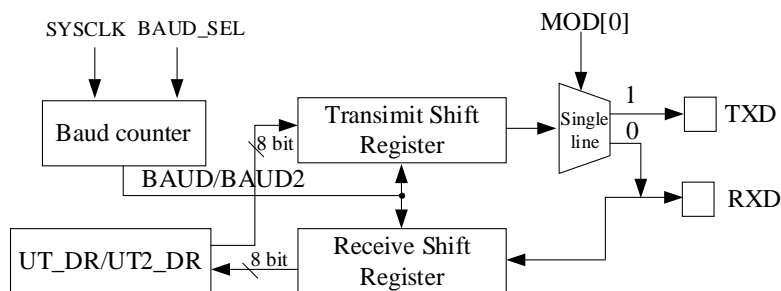 SYSCLK BAUD_SEL
MOD[0]
Baud counter
8 bit
Transimit Shift
Register
Single
line
1
0
TXD
BAUD/BAUD2
RXD
UT_DR/UT2_DR
8 bit
Receive Shift
Register